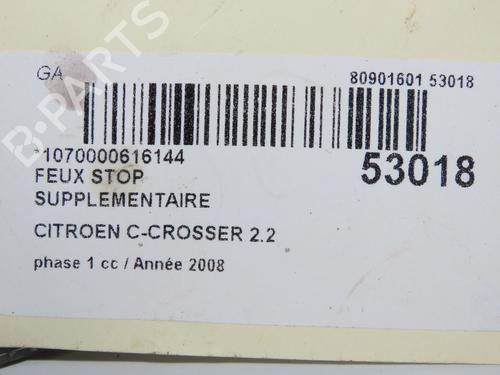 GA
80901601 53018
*1070000616144
53018
FEUX STOP
SUPPLEMENTAIRE
CITROEN C-CROSSER 2.2
phase 1 cc / Année 2008
B-PARTS